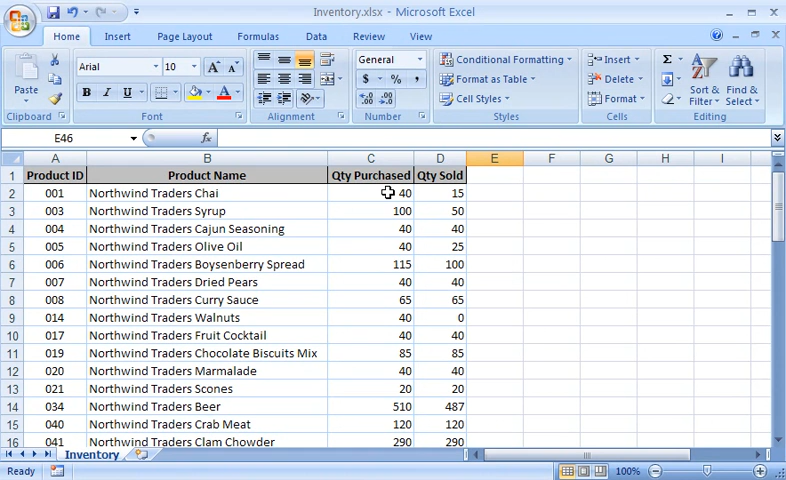 Inventory.xlsx - Microsoft Excel
Home Insert Page Layout Formulas Data Review View
Paste
Arial 10 A A
B I U A
General
$ % ,
.0 .00 .00 .0
Conditional Formatting
Format as Table
Cell Styles
Insert
Delete
Format
Σ
Sort & Filter
Find & Select
Clipboard Font Alignment Number Styles Cells Editing
E46 fx
A B C D E F G H I
1 Product ID Product Name Qty Purchased Qty Sold
2 001 Northwind Traders Chai 40 15
3 003 Northwind Traders Syrup 100 50
4 004 Northwind Traders Cajun Seasoning 40 40
5 005 Northwind Traders Olive Oil 40 25
6 006 Northwind Traders Boysenberry Spread 115 100
7 007 Northwind Traders Dried Pears 40 40
8 008 Northwind Traders Curry Sauce 65 65
9 014 Northwind Traders Walnuts 40 0
10 017 Northwind Traders Fruit Cocktail 40 40
11 019 Northwind Traders Chocolate Biscuits Mix 85 85
12 020 Northwind Traders Marmalade 40 40
13 021 Northwind Traders Scones 20 20
14 034 Northwind Traders Beer 510 487
15 040 Northwind Traders Crab Meat 120 120
16 041 Northwind Traders Clam Chowder 290 290
Inventory
Ready 100%